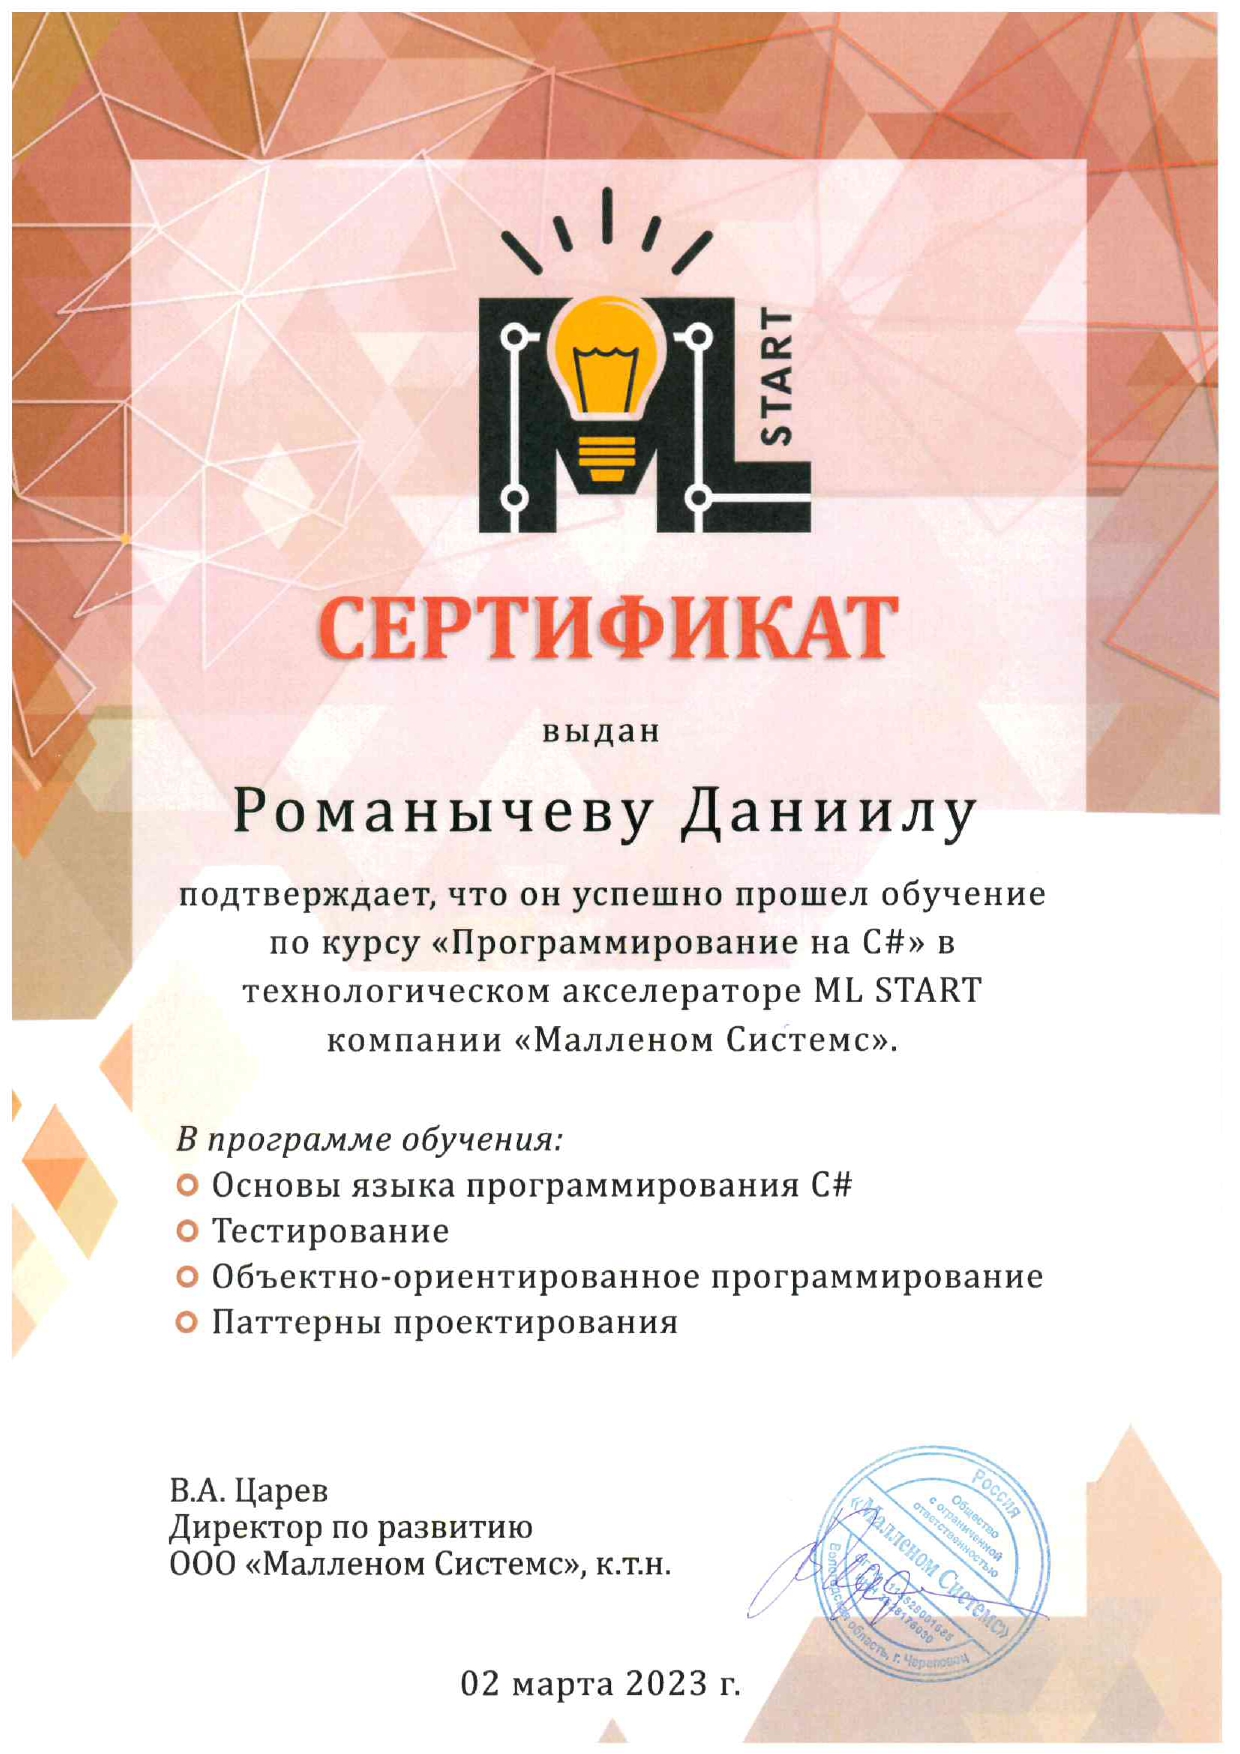 ML
START
СЕРТИФИКАТ
выдан
Романычеву Даниилу
подтверждает, что он успешно прошел обучение
по курсу «Программирование на C#» в
технологическом акселераторе ML START
компании «Малленом Системс».
В программе обучения:
Основы языка программирования C#
Тестирование
Объектно-ориентированное программирование
Паттерны проектирования
В.А. Царев
Директор по развитию
ООО «Малленом Системс», к.т.н.
Россия
Общество
с ограниченной
ответственностью
«Малленом Системс»
область, г. Череповец
02 марта 2023 г.